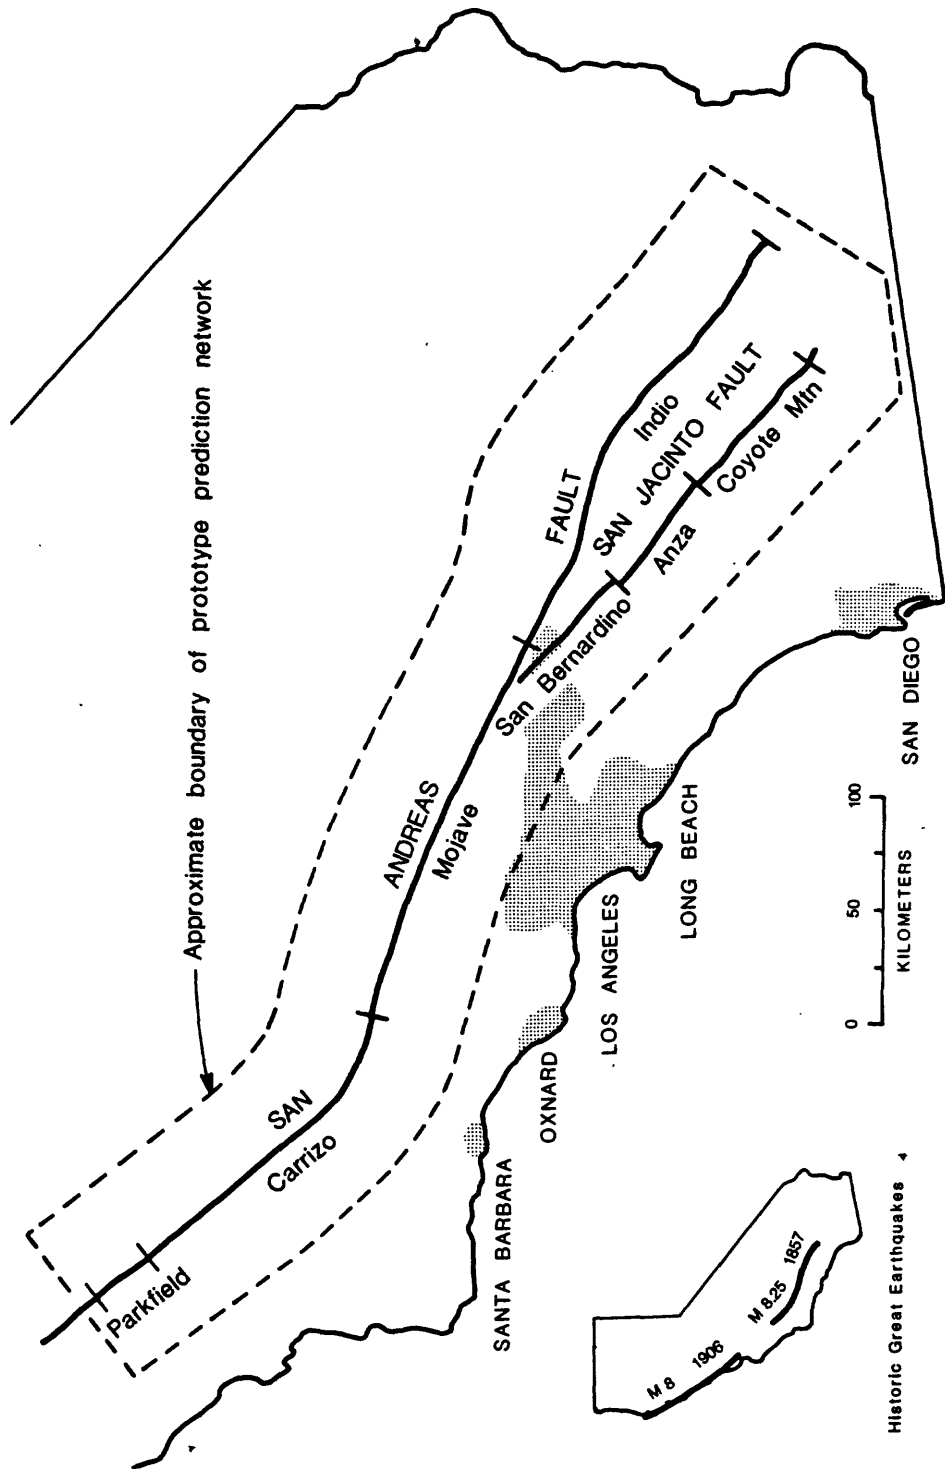 Approximate boundary of prototype prediction network
SAN ANDREAS FAULT
Parkfield
Carrizo
Mojave
Indio
SAN JACINTO FAULT
San Bernardino
Anza
Coyote Mtn
SANTA BARBARA
OXNARD
LOS ANGELES
LONG BEACH
SAN DIEGO
0 50 100
KILOMETERS
M 8 1906
M 8.25 1857
Historic Great Earthquakes